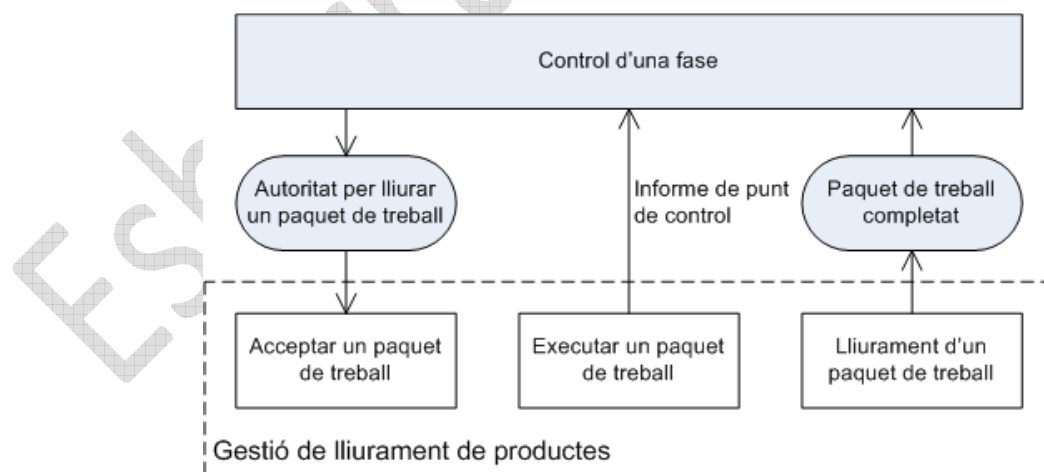 Control d'una fase
Autoritat per lliurar
un paquet de treball
Informe de punt
de control
Paquet de treball
completat
Acceptar un paquet
de treball
Executar un paquet
de treball
Lliurament d'un
paquet de treball
Gestió de lliurament de productes